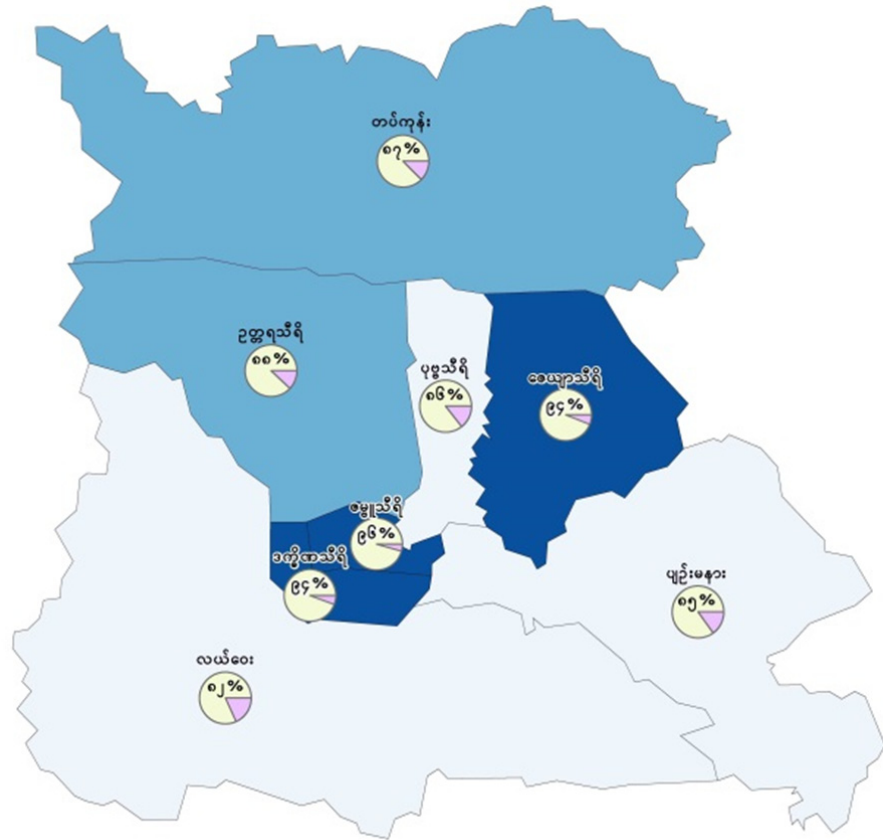 တပ်ကုန်း
၈၇%
ဥတ္တရသီရိ
၈၈%
ပုဗ္ဗသီရိ
၈၆%
ဇေယျာသီရိ
၉၄%
ဇမ္ဗူသီရိ
၉၆%
ဒက္ခိဏသီရိ
၉၄%
ပျဉ်းမနား
၈၅%
လယ်ဝေး
၈၂%